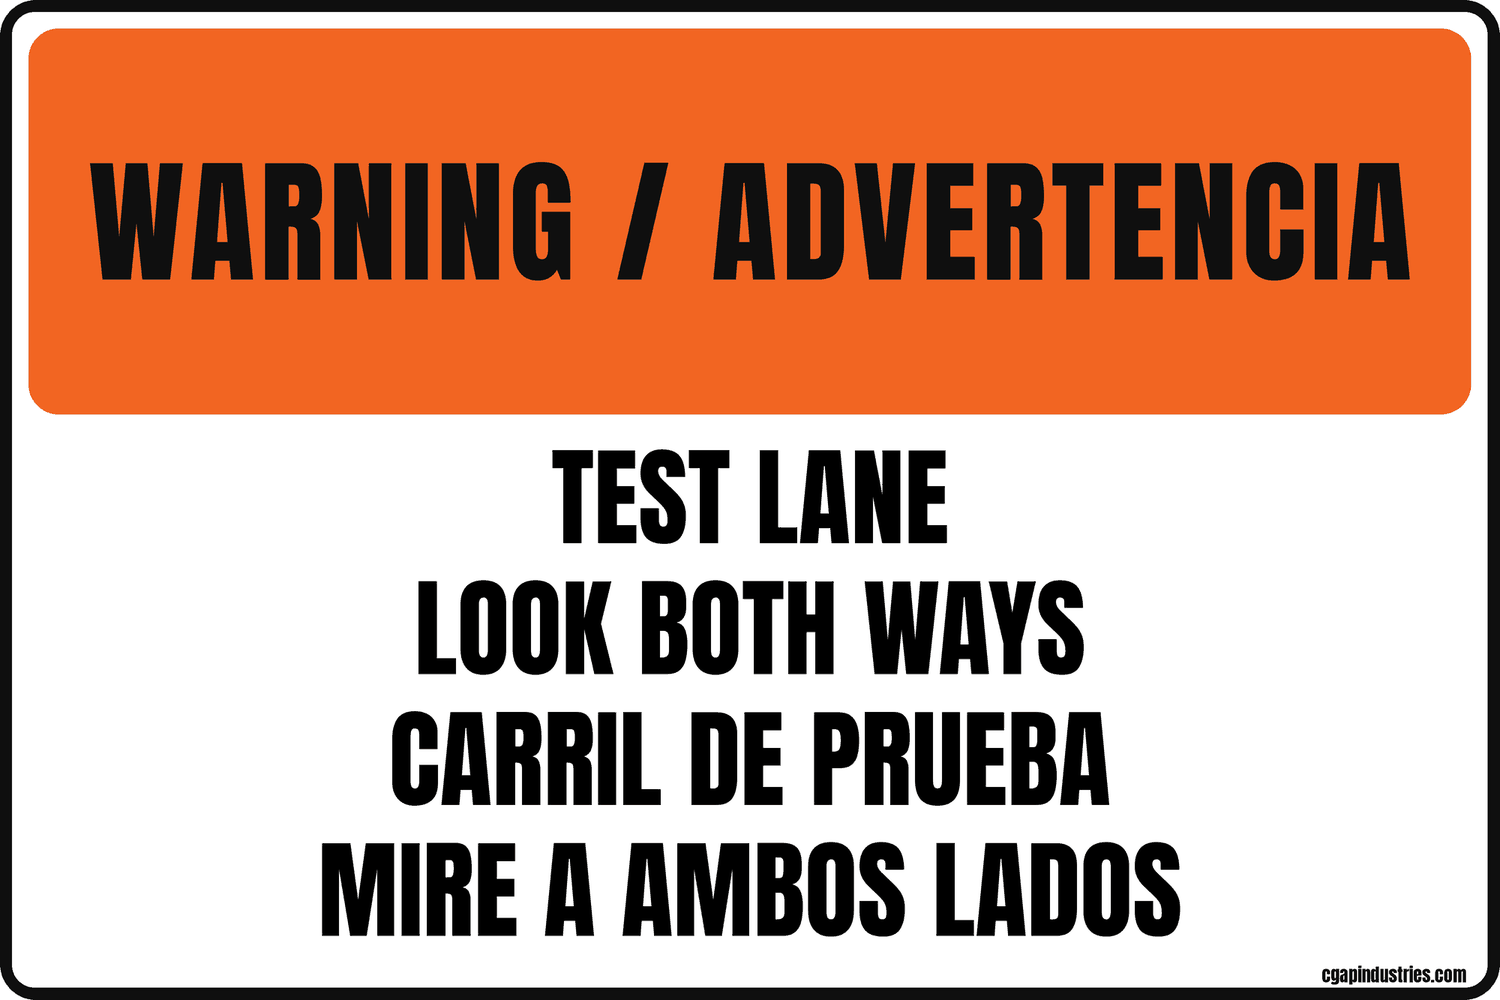 WARNING / ADVERTENCIA
TEST LANE
LOOK BOTH WAYS
CARRIL DE PRUEBA
MIRE A AMBOS LADOS
cgapindustries.com